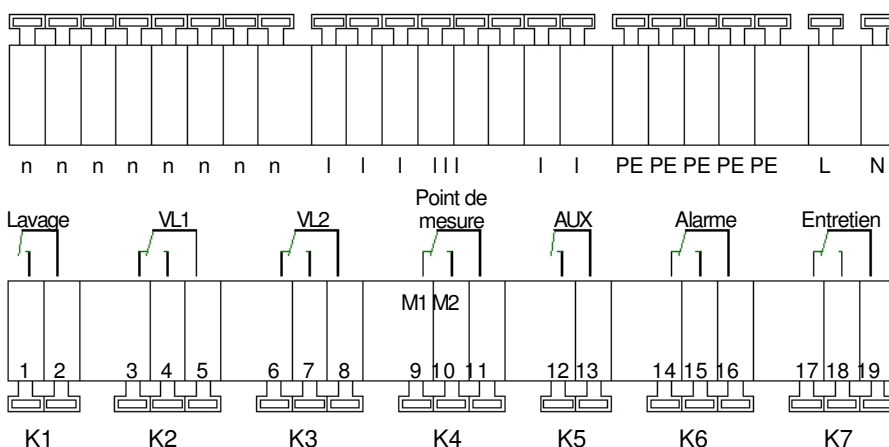 n n n n n n n n l l l l l l l l PE PE PE PE PE L N
Lavage VL1 VL2 Point de mesure AUX Alarme Entretien
M1 M2
1 2 3 4 5 6 7 8 9 10 11 12 13 14 15 16 17 18 19
K1 K2 K3 K4 K5 K6 K7